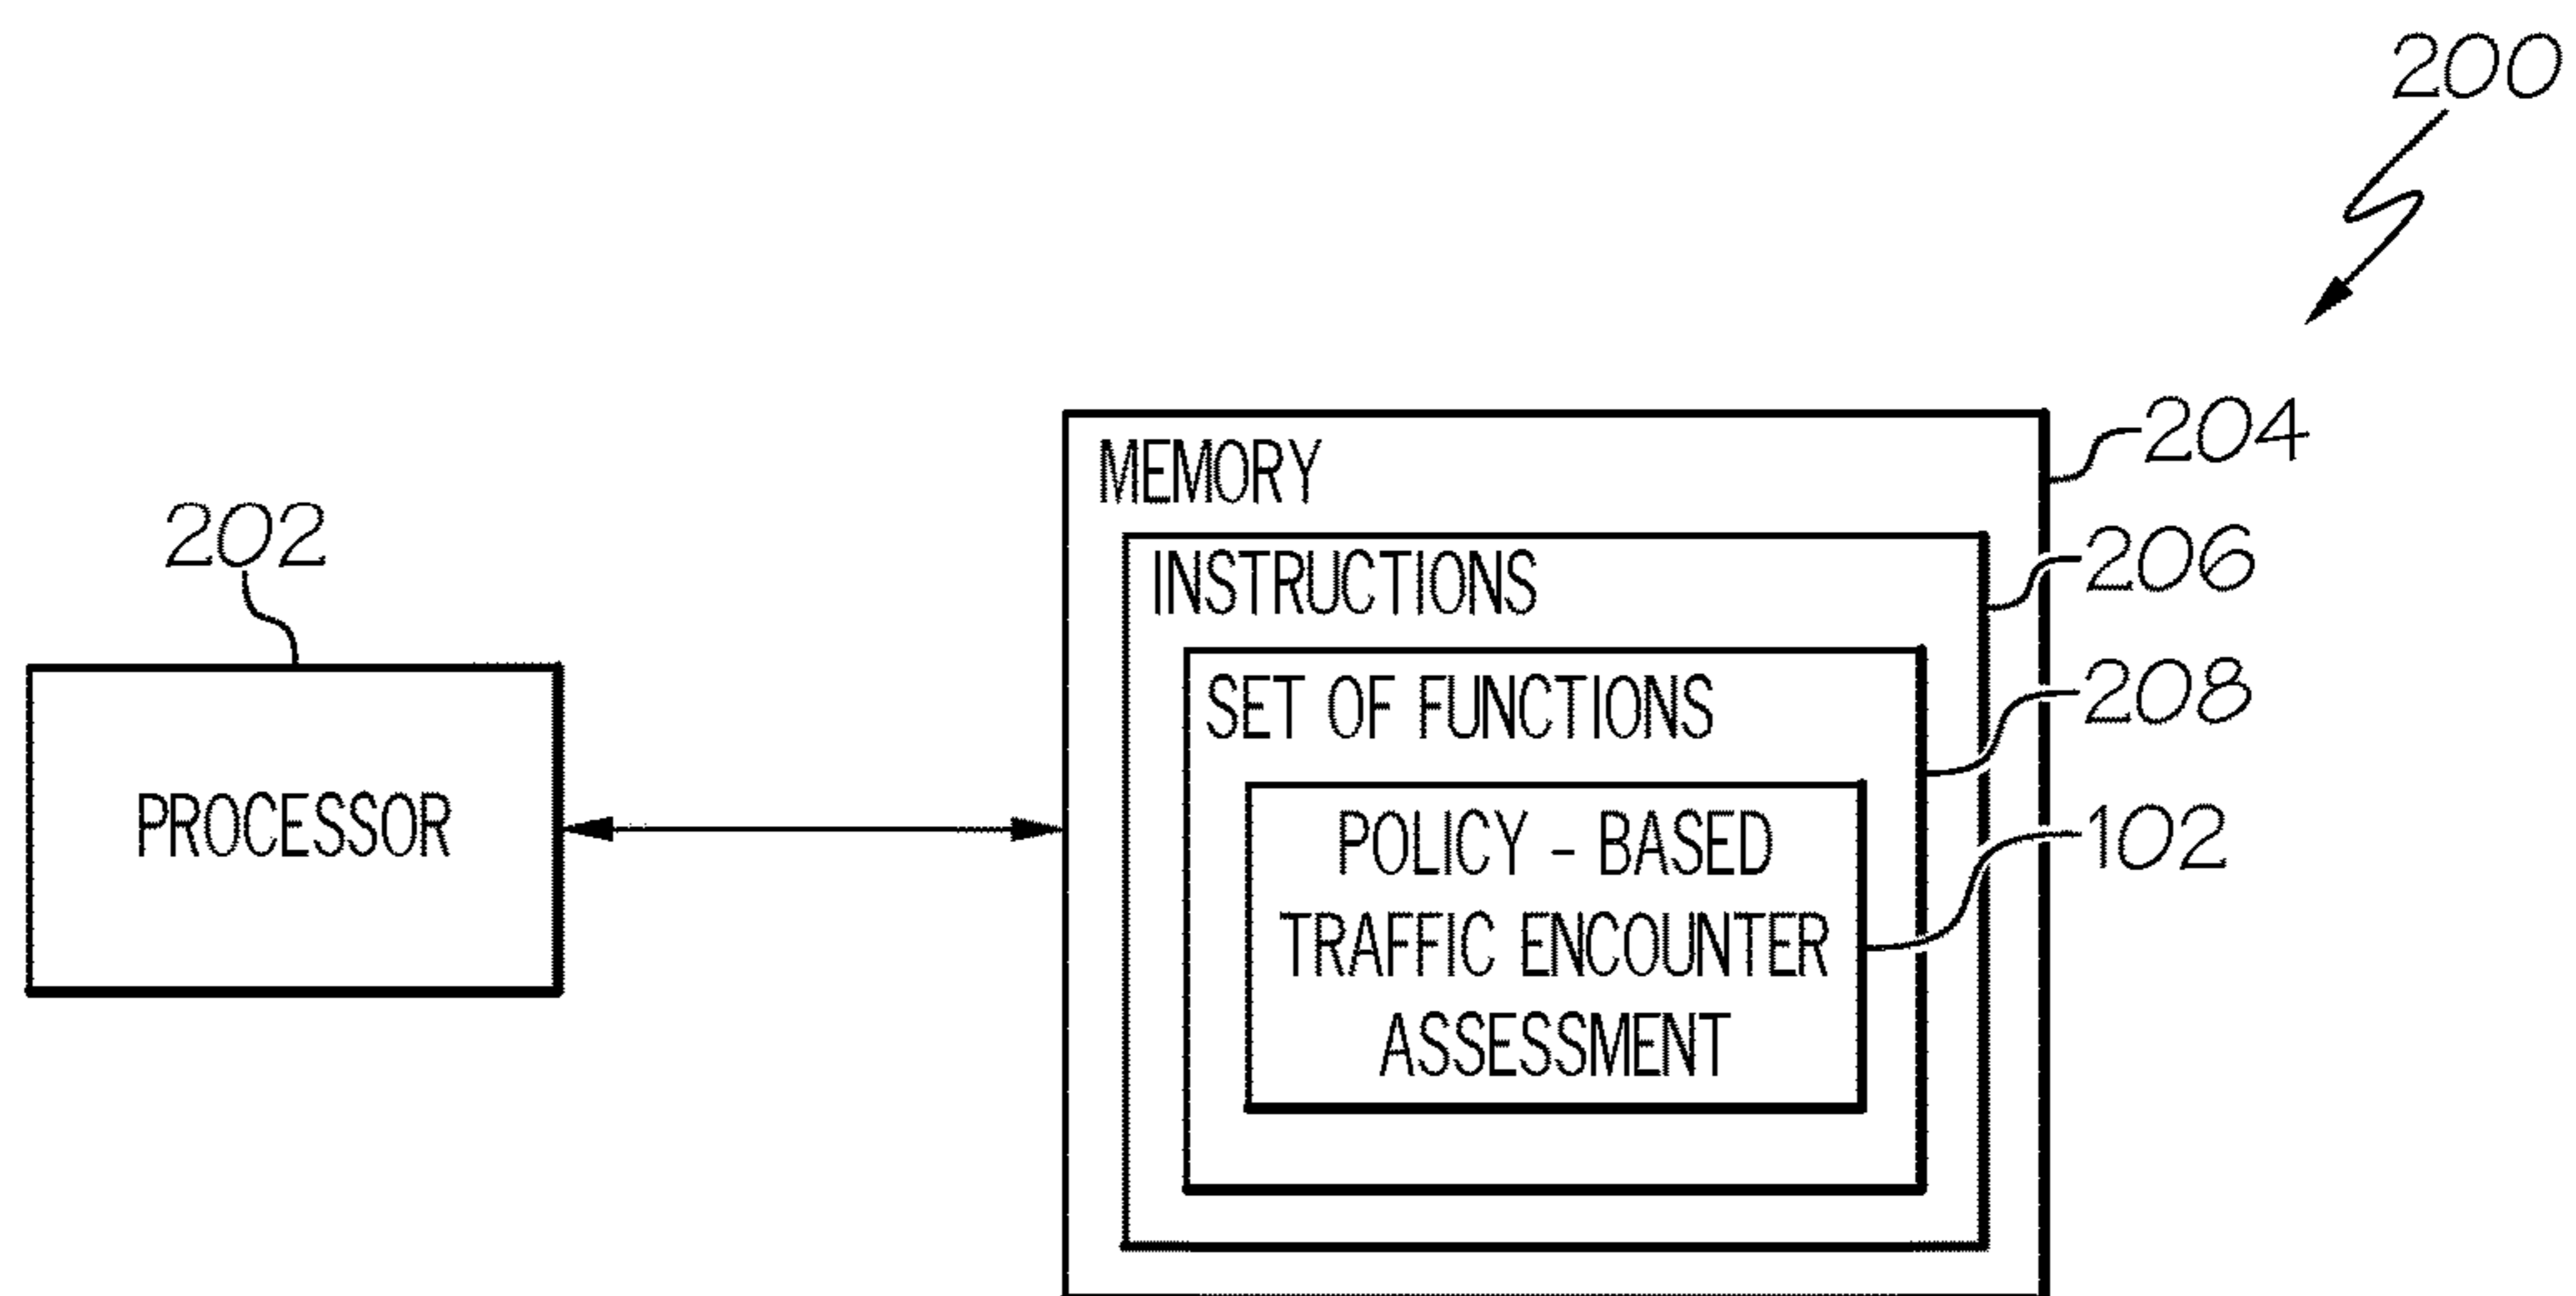 200
MEMORY
204
202
INSTRUCTIONS
206
SET OF FUNCTIONS
208
PROCESSOR
POLICY - BASED
TRAFFIC ENCOUNTER
ASSESSMENT
102